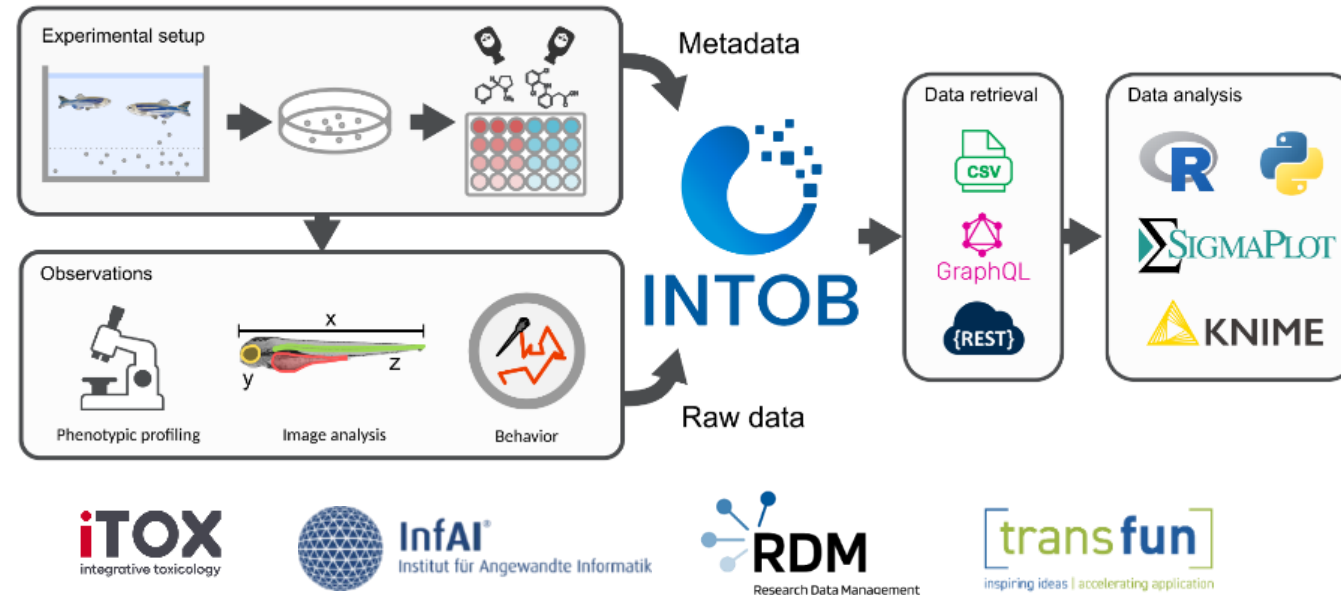 Experimental setup
Metadata
Observations
x
y
z
Phenotypic profiling
Image analysis
Behavior
Raw data
INTOB
Data retrieval
CSV
GraphQL
{REST}
Data analysis
R
ΣSIGMAPLOT
KNIME
iTOX
integrative toxicology
InfAI®
Institut für Angewandte Informatik
RDM
Research Data Management
[transfun]
inspiring ideas | accelerating application